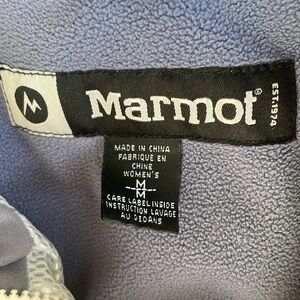 Marmot®
EST.1974
MADE IN CHINA
FABRIQUE EN
CHINE
WOMEN'S
M
M
CARE LABEL INSIDE
INSTRUCTION LAVAGE
AU DEDANS